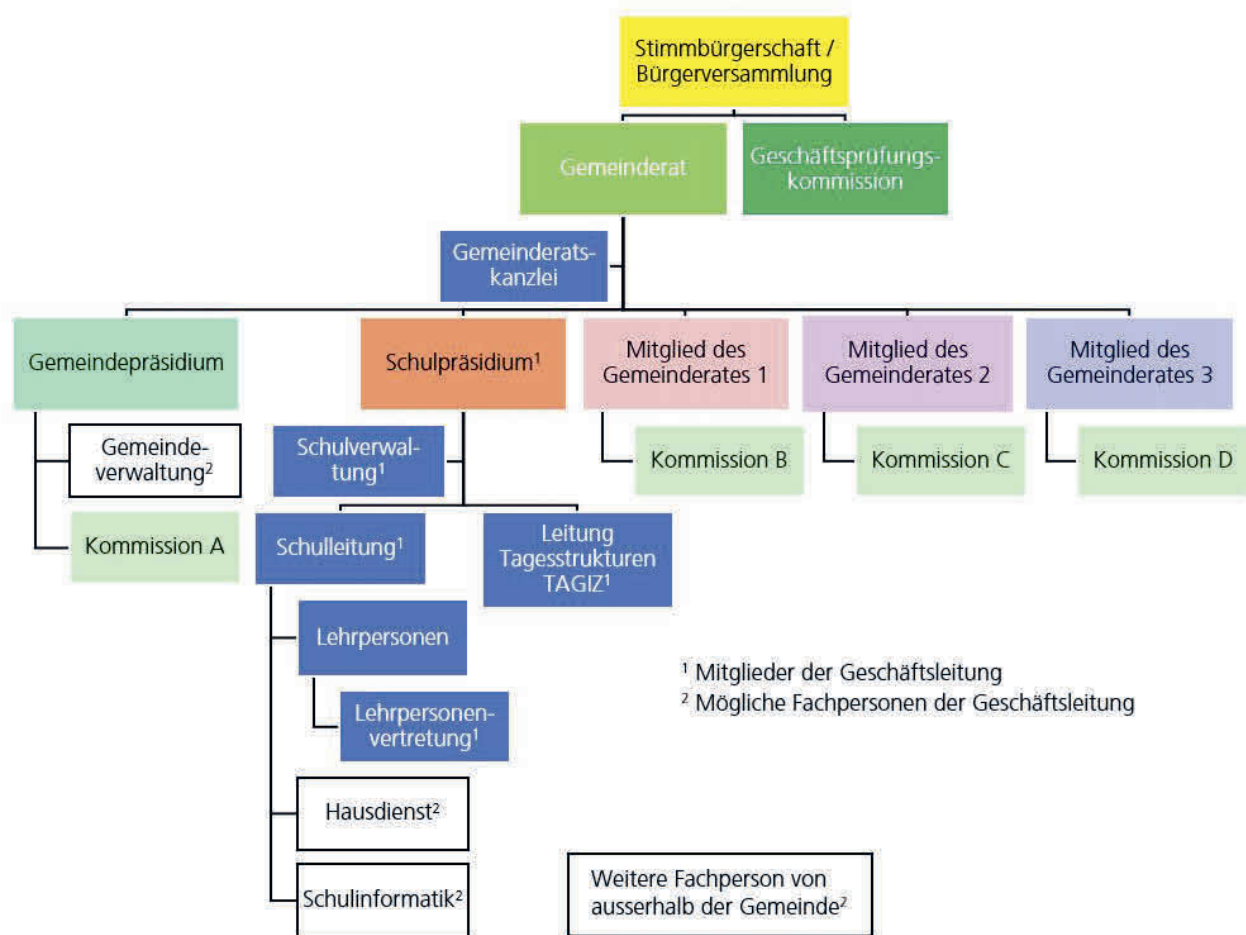 Stimmbürgerschaft /
Bürgerversammlung
Gemeinderat
Geschäftsprüfungs-
kommission
Gemeinderats-
kanzlei
Gemeindepräsidium
Schulpräsidium¹
Mitglied des
Gemeinderates 1
Mitglied des
Gemeinderates 2
Mitglied des
Gemeinderates 3
Gemeinde-
verwaltung²
Schulverwal-
tung¹
Kommission B
Kommission C
Kommission D
Kommission A
Schulleitung¹
Leitung
Tagesstrukturen
TAGIZ¹
Lehrpersonen
Lehrpersonen-
vertretung¹
¹ Mitglieder der Geschäftsleitung
² Mögliche Fachpersonen der Geschäftsleitung
Hausdienst²
Schulinformatik²
Weitere Fachperson von
ausserhalb der Gemeinde²